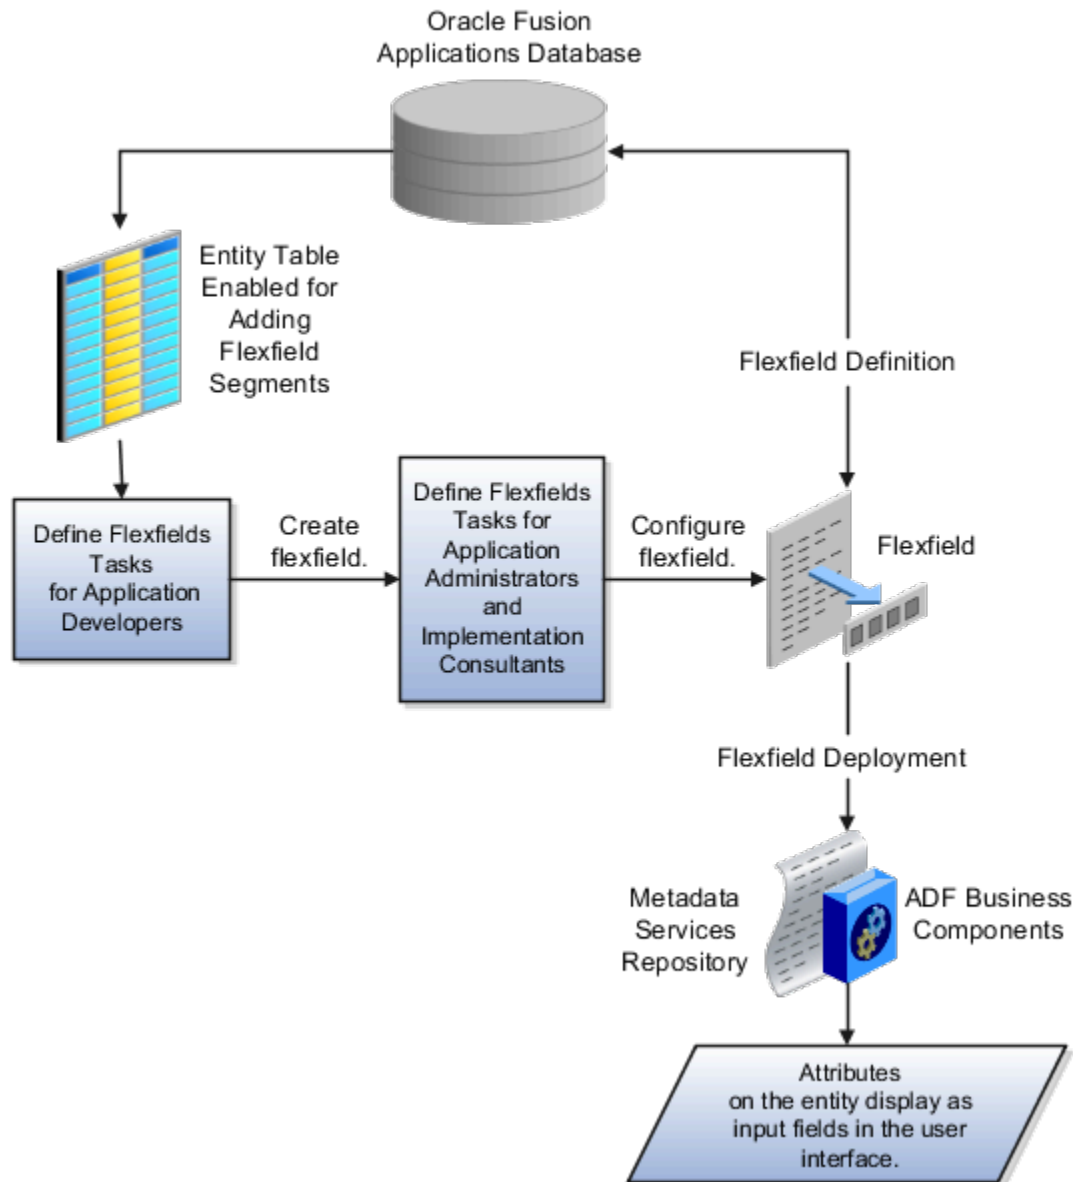 Oracle Fusion
Applications Database
Entity Table
Enabled for
Adding
Flexfield
Segments
Flexfield Definition
Define Flexfields
Tasks
for Application
Developers
Create
flexfield.
Define Flexfields
Tasks for
Application
Administrators
and
Implementation
Consultants
Configure
flexfield.
Flexfield
Flexfield Deployment
Metadata
Services
Repository
ADF Business
Components
Attributes
on the entity display as
input fields in the user
interface.